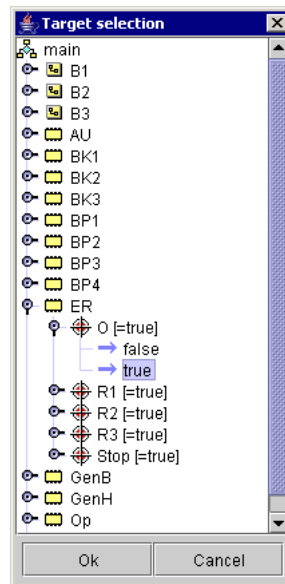 Target selection
main
B1
B2
B3
AU
BK1
BK2
BK3
BP1
BP2
BP3
BP4
ER
O [=true]
false
true
R1 [=true]
R2 [=true]
R3 [=true]
Stop [=true]
GenB
GenH
Op
Ok Cancel